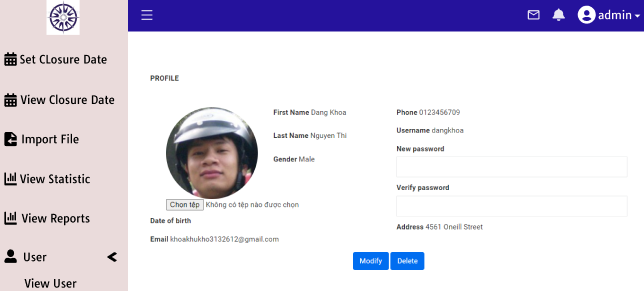 admin
Set CLosure Date
View Closure Date
Import File
View Statistic
View Reports
User
View User
PROFILE
First Name Dang Khoa
Last Name Nguyen Thi
Gender Male
Chọn tệp Không có tệp nào được chọn
Date of birth
Email khoakhukho3132612@gmail.com
Phone 0123456709
Username dangkhoa
New password
Verify password
Address 4561 Oneill Street
Modify Delete